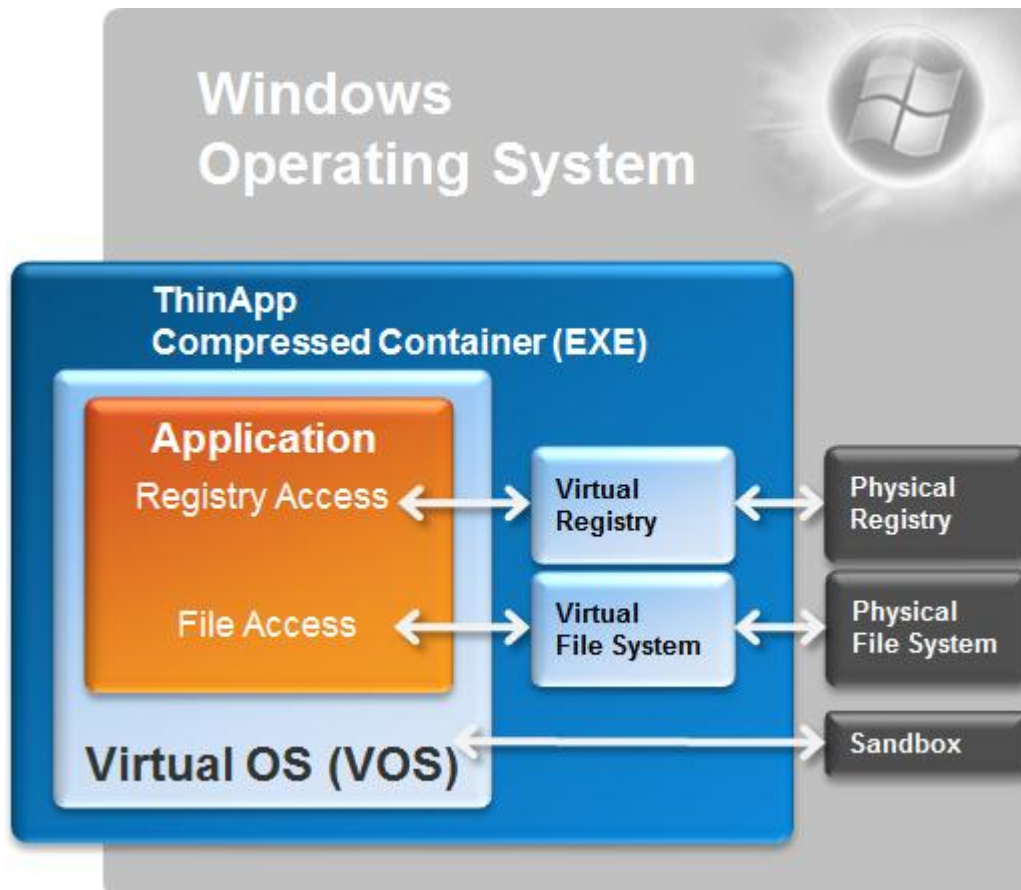 Windows
Operating System
ThinApp
Compressed Container (EXE)
Application
Registry Access
Virtual
Registry
Physical
Registry
File Access
Virtual
File System
Physical
File System
Virtual OS (VOS)
Sandbox